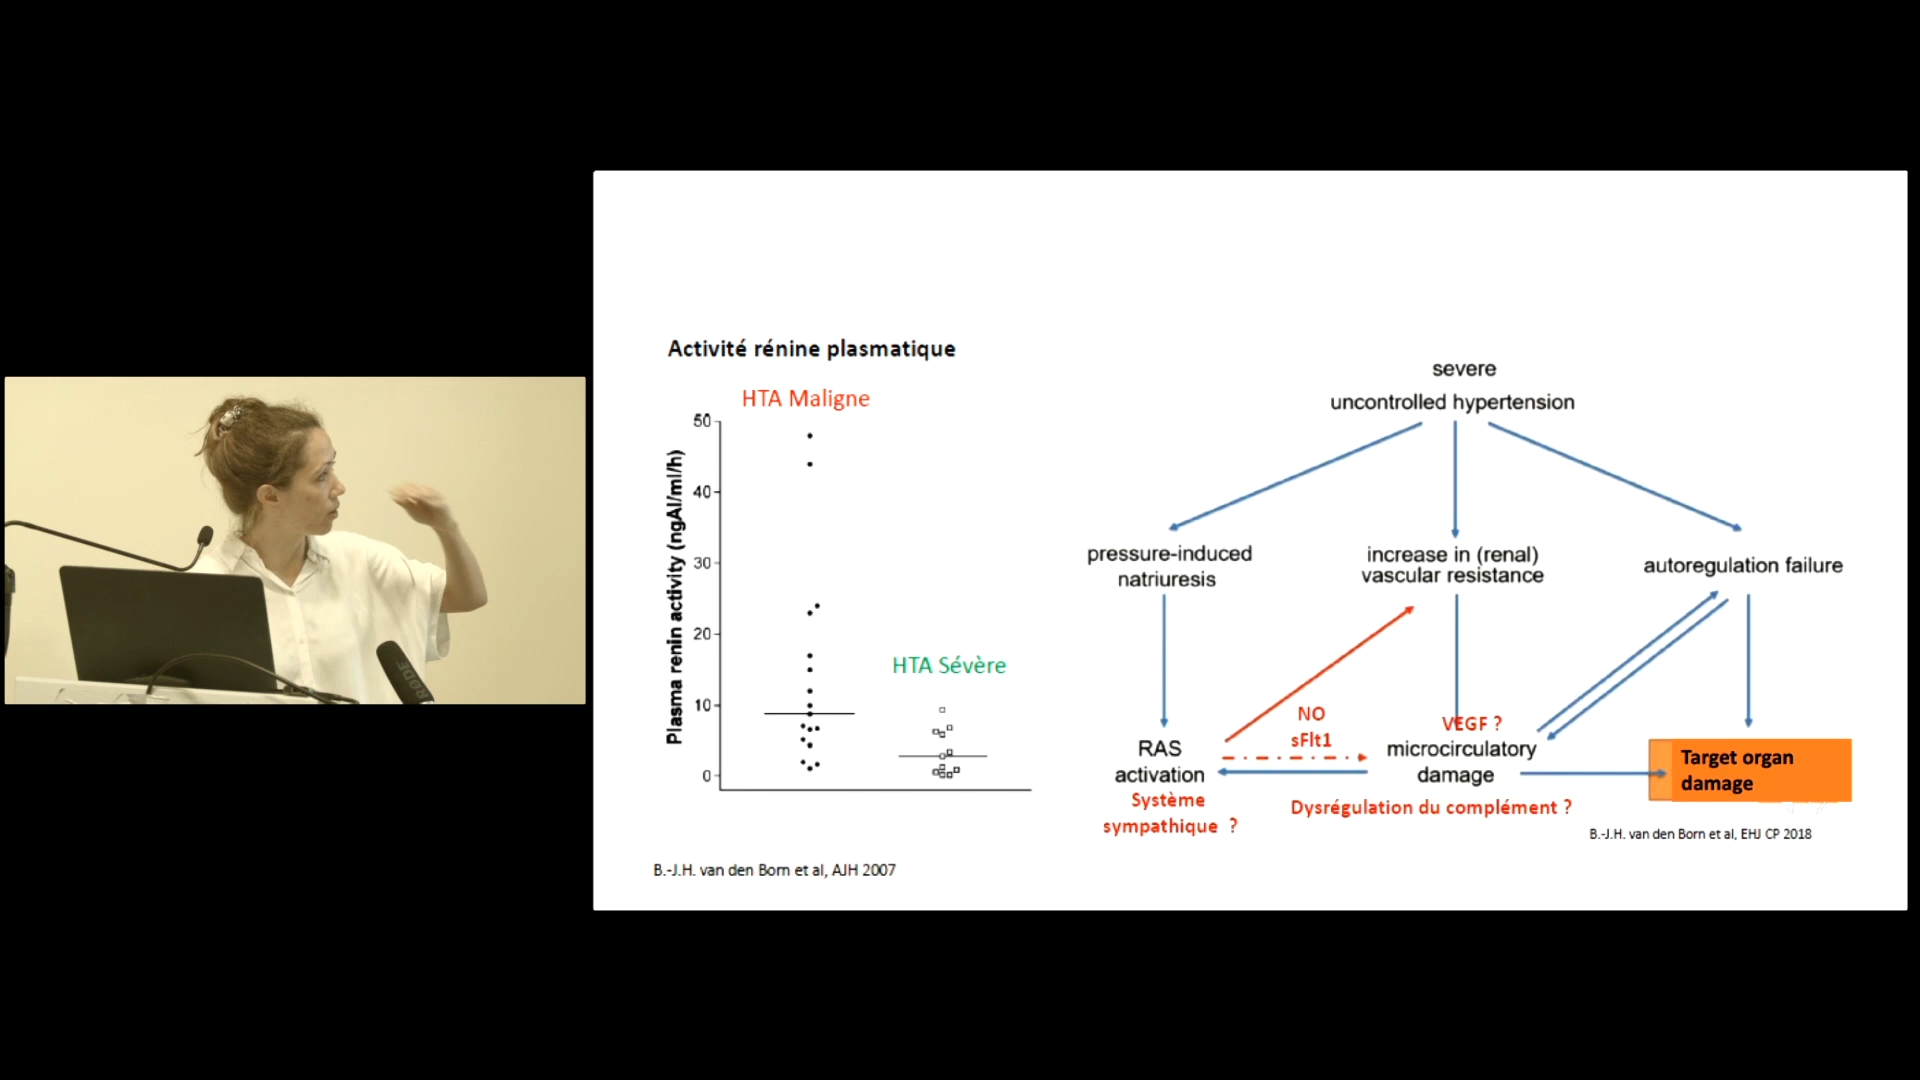 Activité rénine plasmatique
HTA Maligne
Plasma renin activity (ngAI/ml/h)
50
40
30
20
10
0
HTA Sévère
B.-J.H. van den Born et al, AJH 2007
severe
uncontrolled hypertension
pressure-induced
natriuresis
increase in (renal)
vascular resistance
autoregulation failure
NO
sFlt1
VEGF ?
RAS
activation
microcirculatory
damage
Target organ
damage
Système
sympathique ?
Dysrégulation du complément ?
B.-J.H. van den Born et al, EHJ CP 2018
RØDE